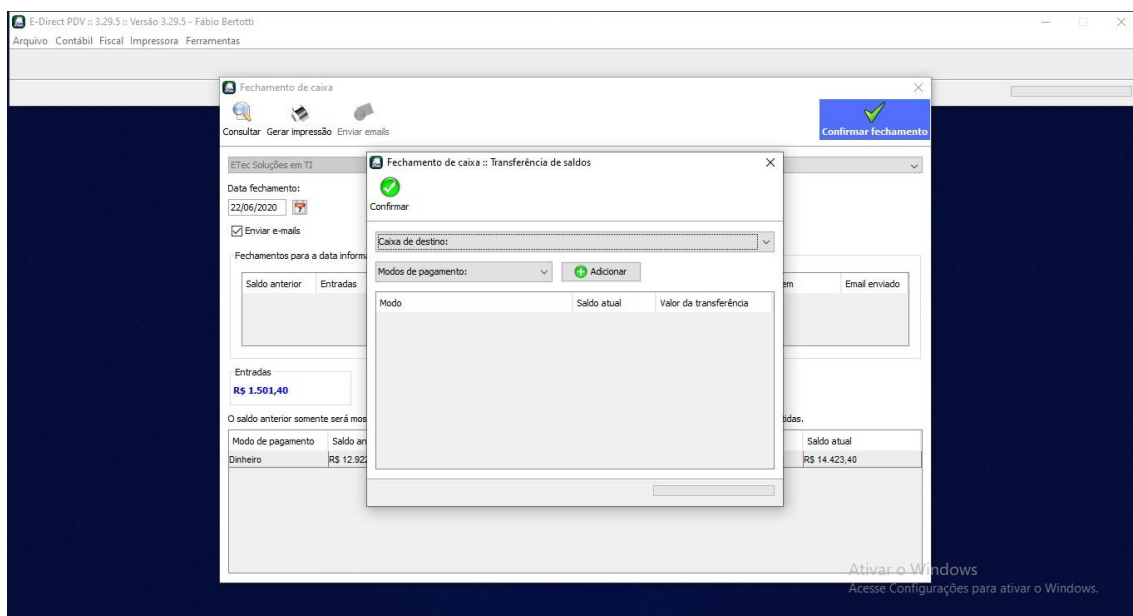 E-Direct PDV :: 3.29.5 :: Versão 3.29.5 - Fábio Bertotti
Arquivo Contábil Fiscal Impressora Ferramentas
Fechamento de caixa
Consultar Gerar impressão Enviar emails
Confirmar fechamento
ETec Soluções em TI
Data fechamento:
22/06/2020
Enviar e-mails
Fechamentos para a data inform
Saldo anterior Entradas
em Email enviado
Fechamento de caixa :: Transferência de saldos
Confirmar
Caixa de destino:
Modos de pagamento: Adicionar
Modo Saldo atual Valor da transferência
Entradas
R$ 1.501,40
O saldo anterior somente será mos
tidas.
Modo de pagamento Saldo an
Saldo atual
Dinheiro R$ 12.922
R$ 14.423,40
Ativar o Windows
Acesse Configurações para ativar o Windows.